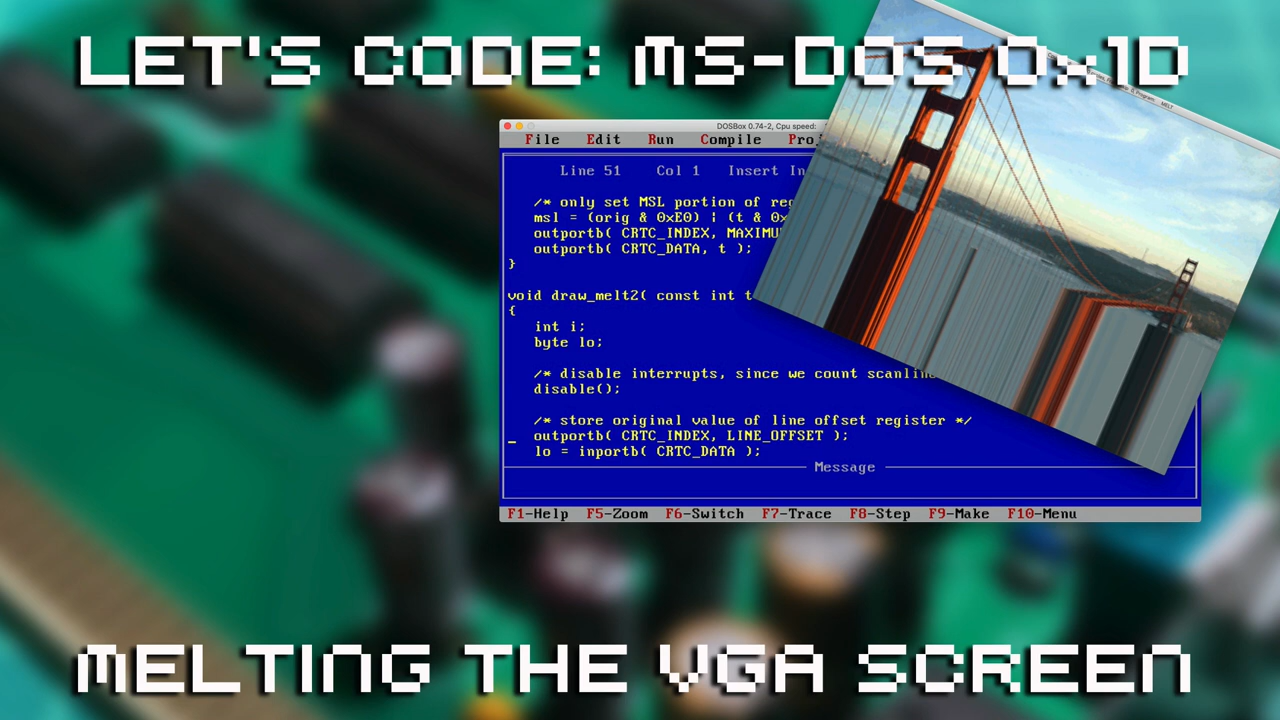 LET'S CODE: MS-DOS 0x1D
DOSBox 0.74-2, Cpu speed:
File Edit Run Compile
Line 51 Col 1 Insert
/* only set MSL portion of
msl = (orig & 0xE0) | (t &
outportb( CRTC_INDEX,
outportb( CRTC_DATA, t );
}
void draw_melt2( const int
{
int i;
byte lo;
/* disable interrupts, since we count
disable();
/* store original value of line offset register */
_ outportb( CRTC_INDEX, LINE_OFFSET );
lo = inportb( CRTC_DATA );
Message
F1-Help F5-Zoom F6-Switch F7-Trace F8-Step F9-Make F10-Menu
MELTING THE VGA SCREEN